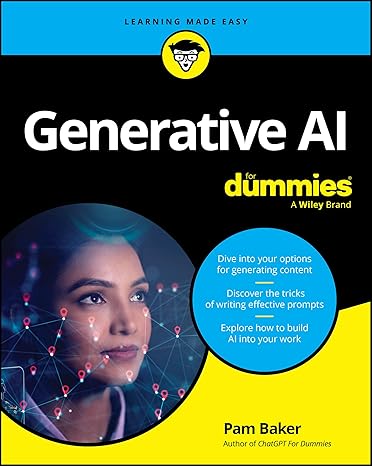 LEARNING MADE EASY
Generative AI
for
dummies®
A Wiley Brand
Dive into your options
for generating content
Discover the tricks
of writing effective prompts
Explore how to build
AI into your work
Pam Baker
Author of ChatGPT For Dummies